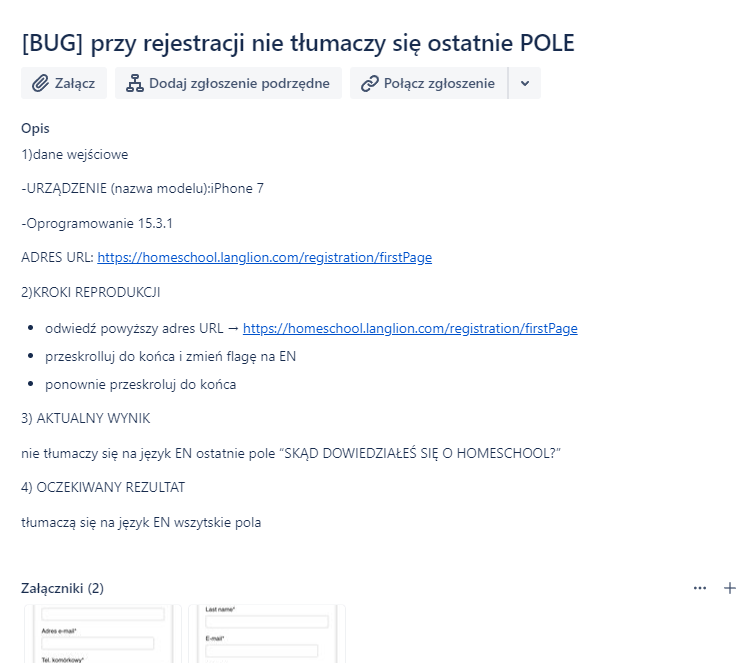 [BUG] przy rejestracji nie tłumaczy się ostatnie POLE
Załącz
Dodaj zgłoszenie podrzędne
Połącz zgłoszenie
Opis
1)dane wejściowe
-URZĄDZENIE (nazwa modelu):iPhone 7
-Oprogramowanie 15.3.1
ADRES URL: https://homeschool.langlion.com/registration/firstPage
2)KROKI REPRODUKCJI
• odwiedź powyższy adres URL → https://homeschool.langlion.com/registration/firstPage
• przeskrolluj do końca i zmień flagę na EN
• ponownie przeskroluj do końca
3) AKTUALNY WYNIK
nie tłumaczy się na język EN ostatnie pole “SKĄD DOWIEDZIAŁEŚ SIĘ O HOMESCHOOL?”
4) OCZEKIWANY REZULTAT
tłumaczą się na język EN wszytskie pola
Załączniki (2)
Adres e-mail*
Tel. komórkowy*
Last name*
E-mail*